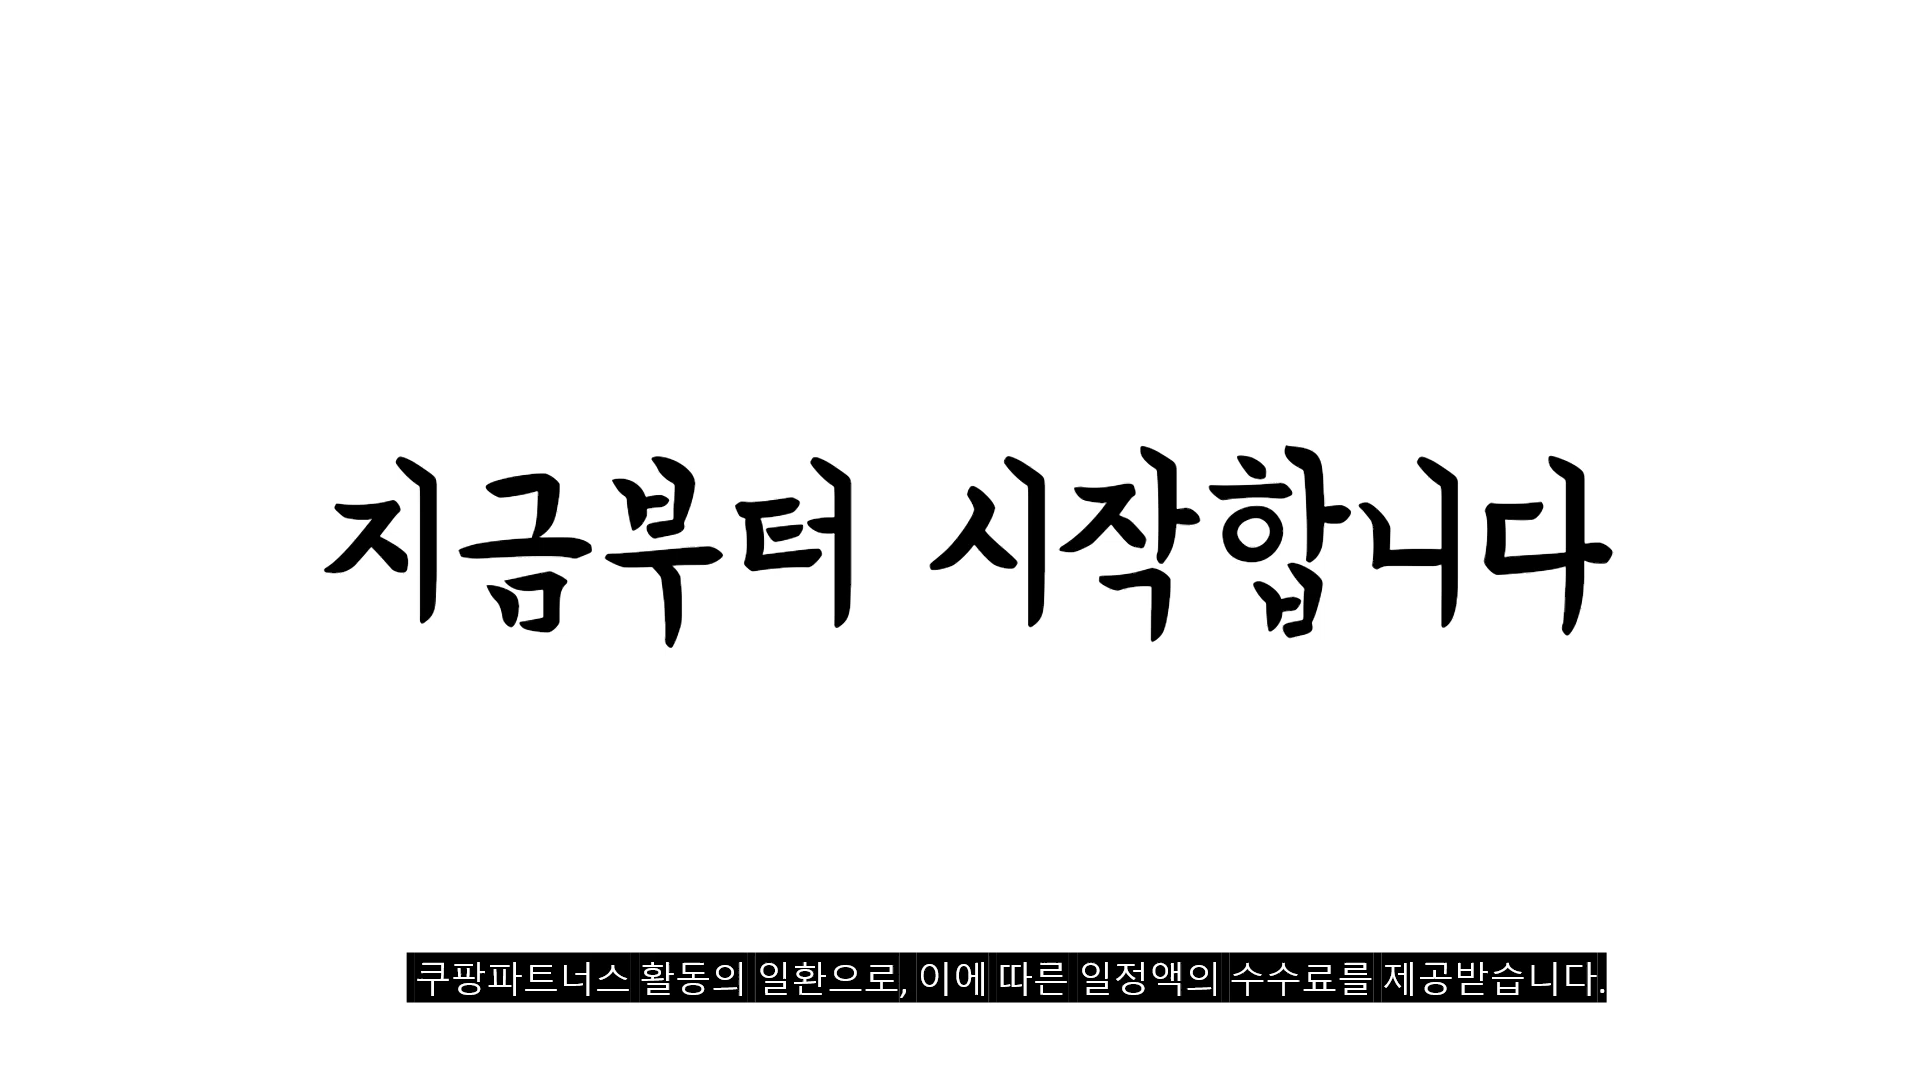 지금부터 시작합니다
쿠팡파트너스 활동의 일환으로, 이에 따른 일정액의 수수료를 제공받습니다.